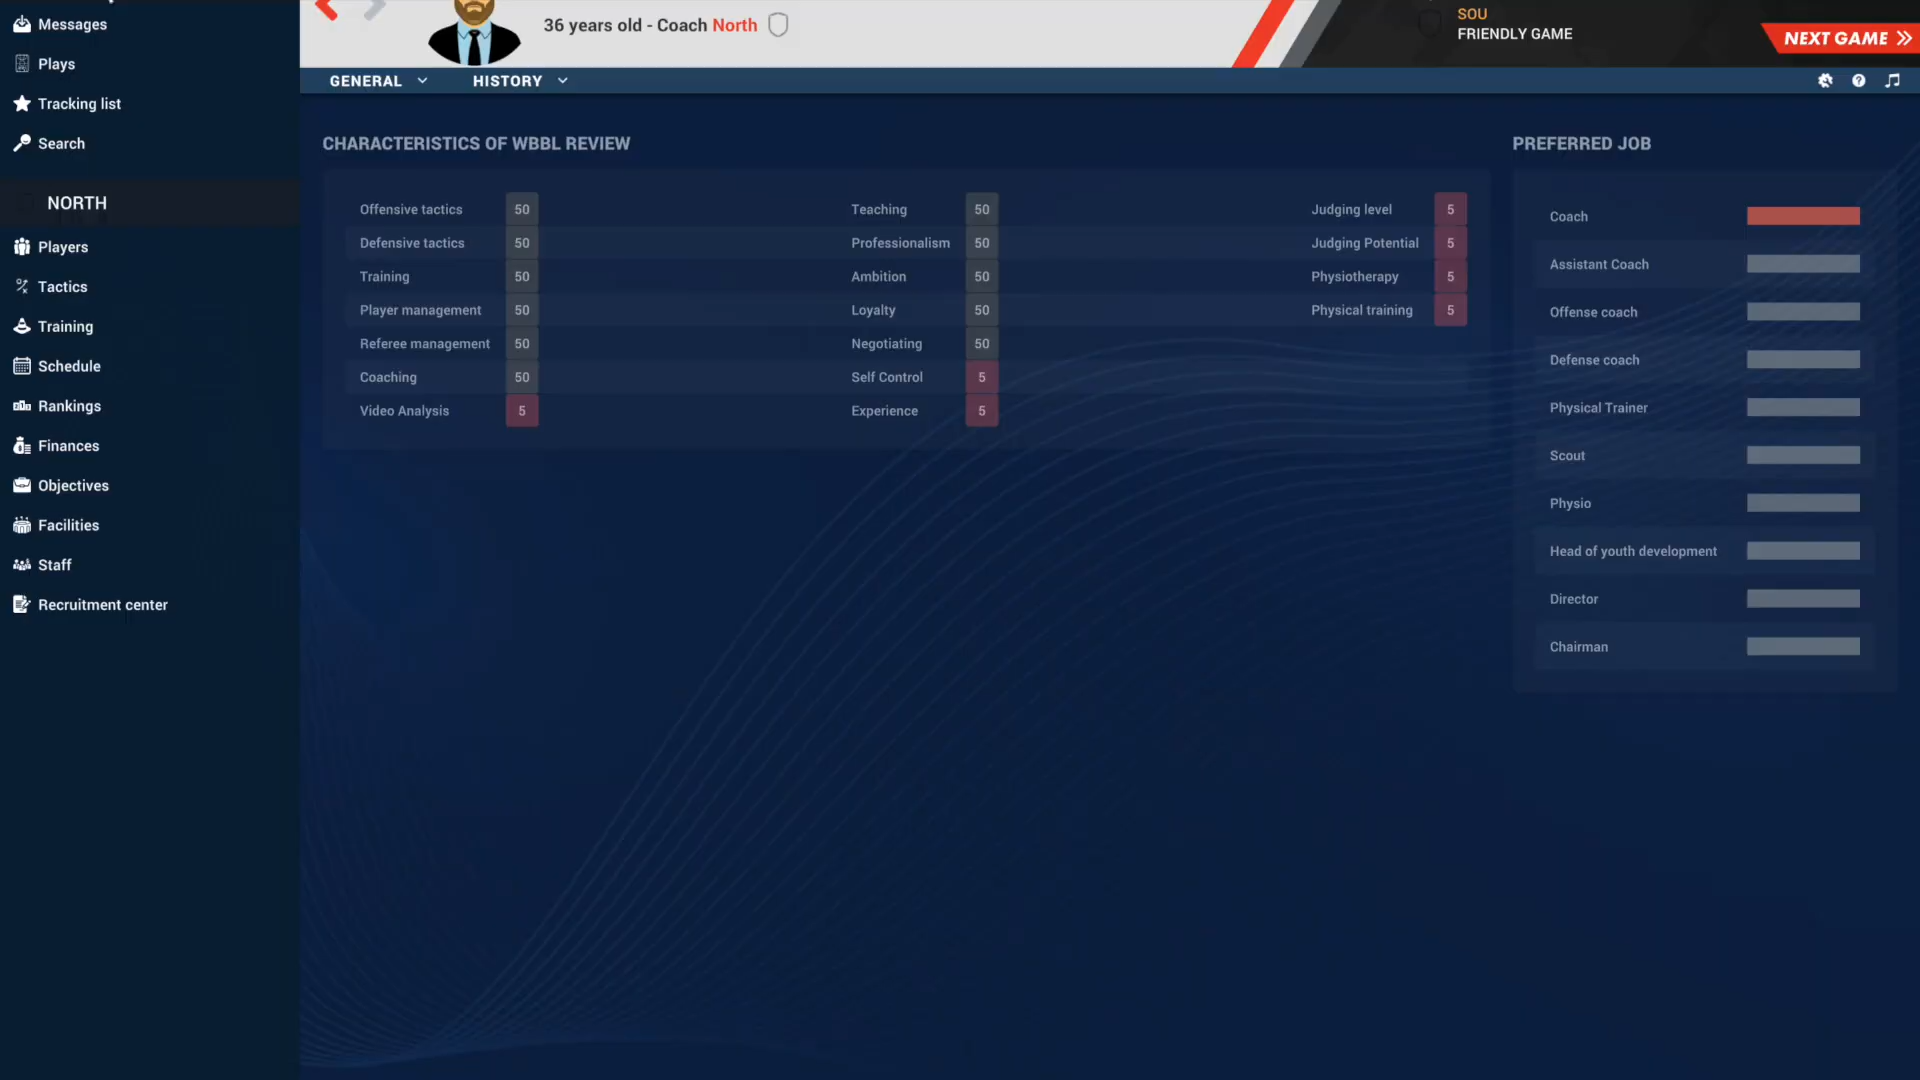 Messages
Plays
Tracking list
Search
NORTH
Players
Tactics
Training
Schedule
Rankings
Finances
Objectives
Facilities
Staff
Recruitment center
36 years old - Coach North
SOU
FRIENDLY GAME
NEXT GAME
GENERAL
HISTORY
CHARACTERISTICS OF WBBL REVIEW
Offensive tactics 50
Defensive tactics 50
Training 50
Player management 50
Referee management 50
Coaching 50
Video Analysis 5
Teaching 50
Professionalism 50
Ambition 50
Loyalty 50
Negotiating 50
Self Control 5
Experience 5
Judging level 5
Judging Potential 5
Physiotherapy 5
Physical training 5
PREFERRED JOB
Coach
Assistant Coach
Offense coach
Defense coach
Physical Trainer
Scout
Physio
Head of youth development
Director
Chairman